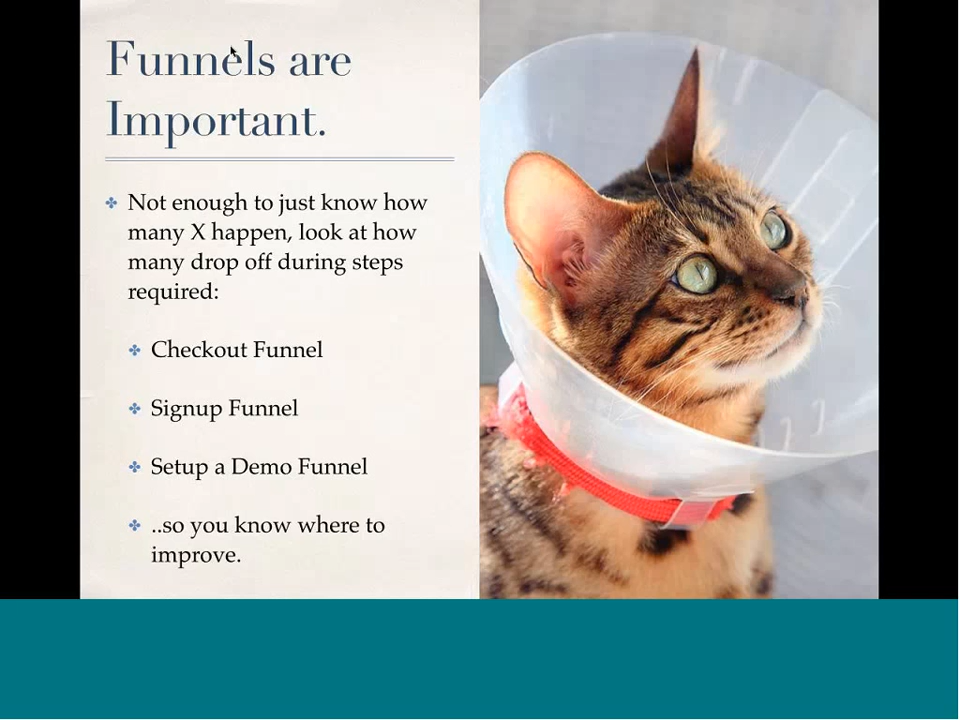 Funnels are
Important.
Not enough to just know how
many X happen, look at how
many drop off during steps
required:
Checkout Funnel
Signup Funnel
Setup a Demo Funnel
..so you know where to
improve.